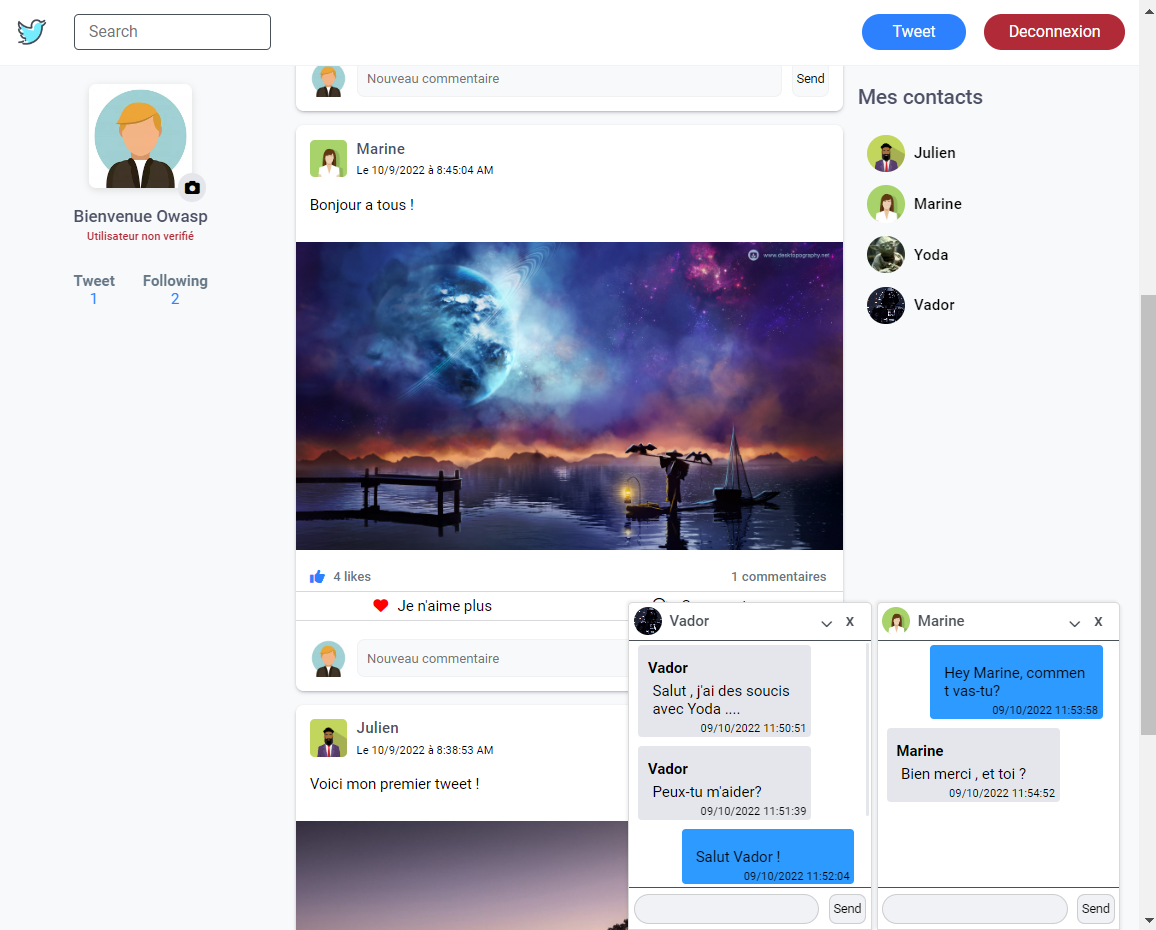 Search
Tweet
Deconnexion
Bienvenue Owasp
Utilisateur non verifié
Tweet
1
Following
2
Nouveau commentaire
Send
Marine
Le 10/9/2022 à 8:45:04 AM
Bonjour a tous !
www.desktopography.net
4 likes
1 commentaires
Je n'aime plus
Nouveau commentaire
Julien
Le 10/9/2022 à 8:38:53 AM
Voici mon premier tweet !
Mes contacts
Julien
Marine
Yoda
Vador
Vador
X
Vador
Salut , j'ai des soucis
avec Yoda ....
09/10/2022 11:50:51
Vador
Peux-tu m'aider?
09/10/2022 11:51:39
Salut Vador !
09/10/2022 11:52:04
Send
Marine
X
Hey Marine, commen
t vas-tu?
09/10/2022 11:53:58
Marine
Bien merci , et toi ?
09/10/2022 11:54:52
Send